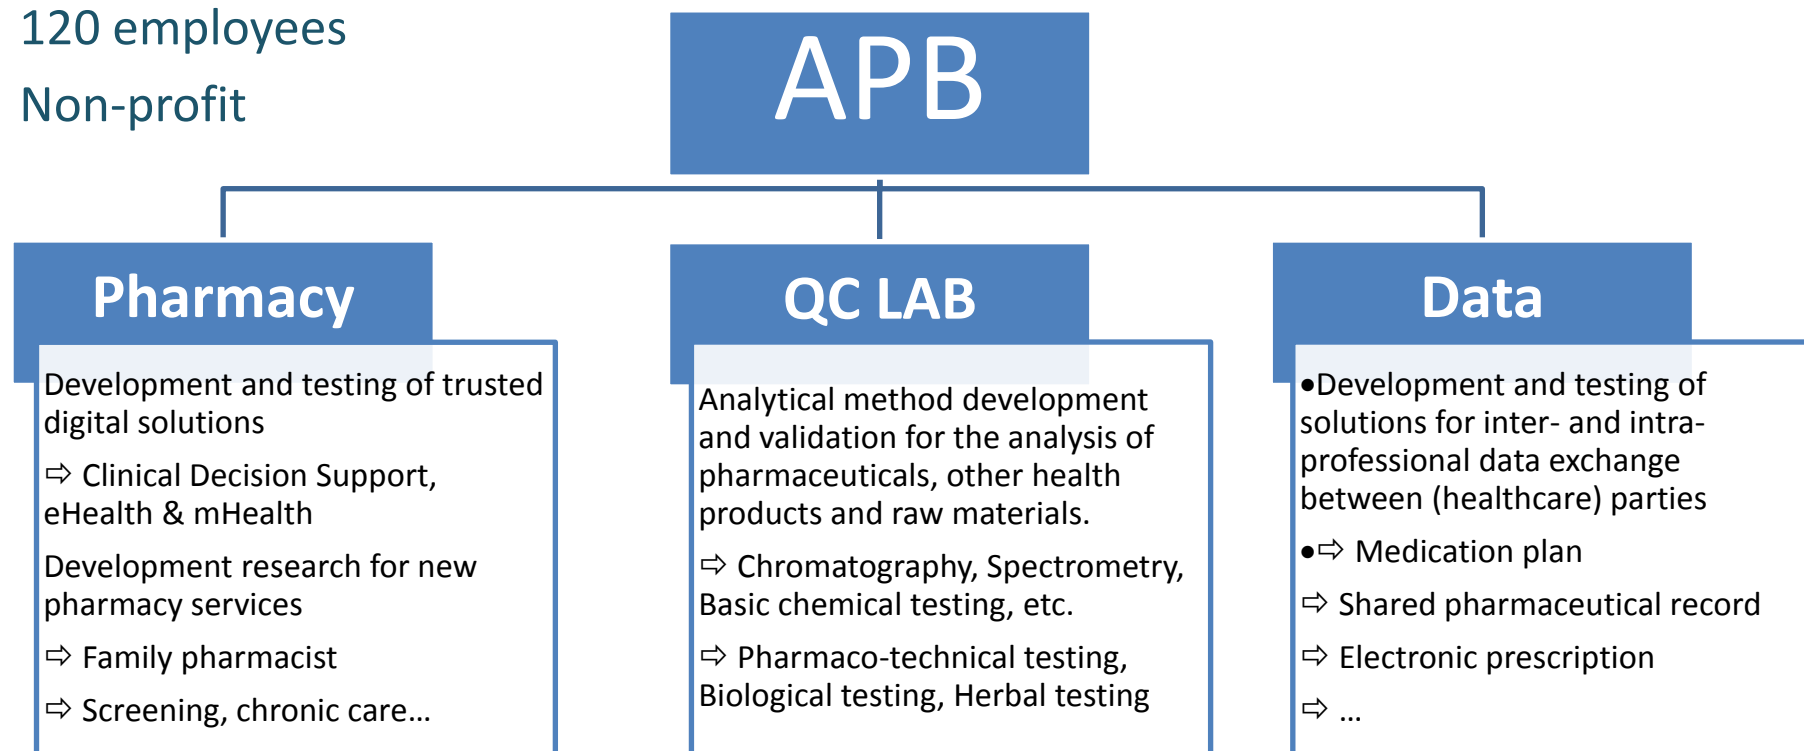 120 employees
Non-profit
APB
Pharmacy
Development and testing of trusted
digital solutions
⇨ Clinical Decision Support,
eHealth & mHealth
Development research for new
pharmacy services
⇨ Family pharmacist
⇨ Screening, chronic care…
QC LAB
Analytical method development
and validation for the analysis of
pharmaceuticals, other health
products and raw materials.
⇨ Chromatography, Spectrometry,
Basic chemical testing, etc.
⇨ Pharmaco-technical testing,
Biological testing, Herbal testing
Data
•Development and testing of
solutions for inter- and intra-
professional data exchange
between (healthcare) parties
•⇨ Medication plan
⇨ Shared pharmaceutical record
⇨ Electronic prescription
⇨ …